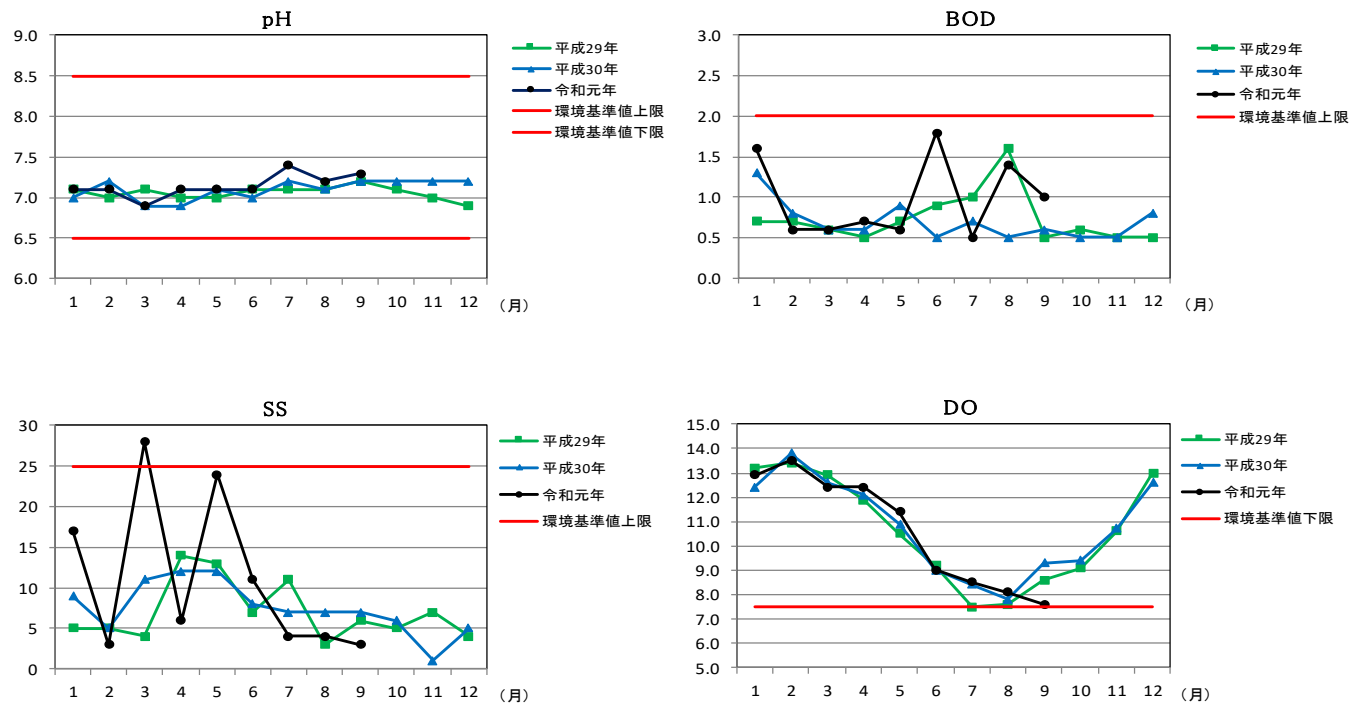 pH
9.0
8.5
8.0
7.5
7.0
6.5
6.0
1 2 3 4 5 6 7 8 9 10 11 12 （月）
平成29年
平成30年
令和元年
環境基準値上限
環境基準値下限
BOD
3.0
2.5
2.0
1.5
1.0
0.5
0.0
1 2 3 4 5 6 7 8 9 10 11 12 （月）
平成29年
平成30年
令和元年
環境基準値上限
SS
30
25
20
15
10
5
0
1 2 3 4 5 6 7 8 9 10 11 12 （月）
平成29年
平成30年
令和元年
環境基準値上限
DO
15.0
14.0
13.0
12.0
11.0
10.0
9.0
8.0
7.0
6.0
5.0
1 2 3 4 5 6 7 8 9 10 11 12 （月）
平成29年
平成30年
令和元年
環境基準値下限